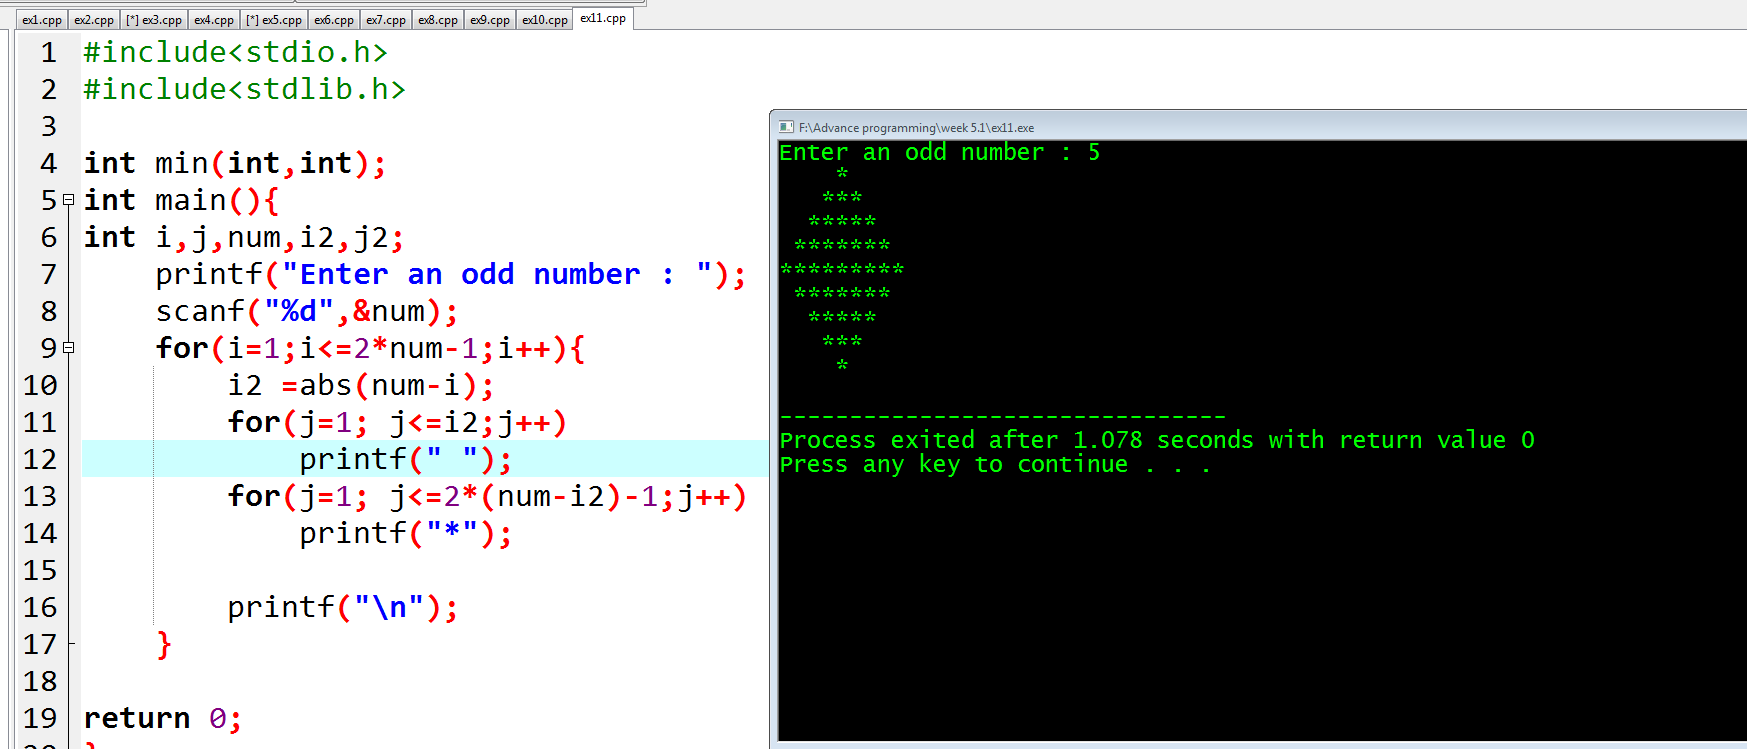 ex1.cpp ex2.cpp [*] ex3.cpp ex4.cpp [*] ex5.cpp ex6.cpp ex7.cpp ex8.cpp ex9.cpp ex10.cpp ex11.cpp
1 #include<stdio.h>
2 #include<stdlib.h>
3
4 int min(int,int);
5 int main(){
6 int i,j,num,i2,j2;
7     printf("Enter an odd number : ");
8     scanf("%d",&num);
9     for(i=1;i<=2*num-1;i++){
10         i2 =abs(num-i);
11         for(j=1; j<=i2;j++)
12             printf(" ");
13         for(j=1; j<=2*(num-i2)-1;j++)
14             printf("*");
15
16         printf("\n");
17     }
18
19 return 0;
20 }
F:\Advance programming\week 5.1\ex11.exe
Enter an odd number : 5
    *
   ***
  *****
 *******
*********
 *******
  *****
   ***
    *
--------------------------------
Process exited after 1.078 seconds with return value 0
Press any key to continue . . .